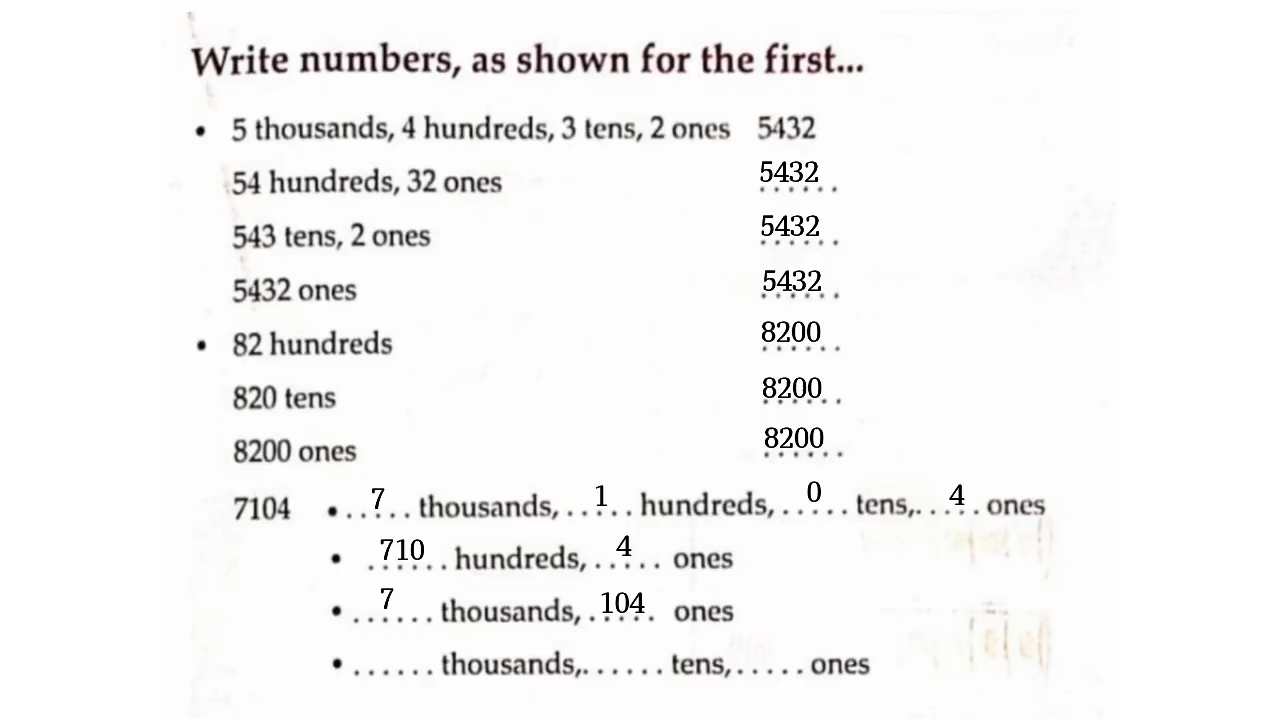 Write numbers, as shown for the first...
• 5 thousands, 4 hundreds, 3 tens, 2 ones 5432
54 hundreds, 32 ones 5432
543 tens, 2 ones 5432
5432 ones 5432
• 82 hundreds 8200
820 tens 8200
8200 ones 8200
7104 • ..7... thousands, ..1... hundreds, ..0... tens, ..4.. ones
• 710 hundreds, 4 ones
• 7 thousands, 104 ones
• ...... thousands, ...... tens, ..... ones